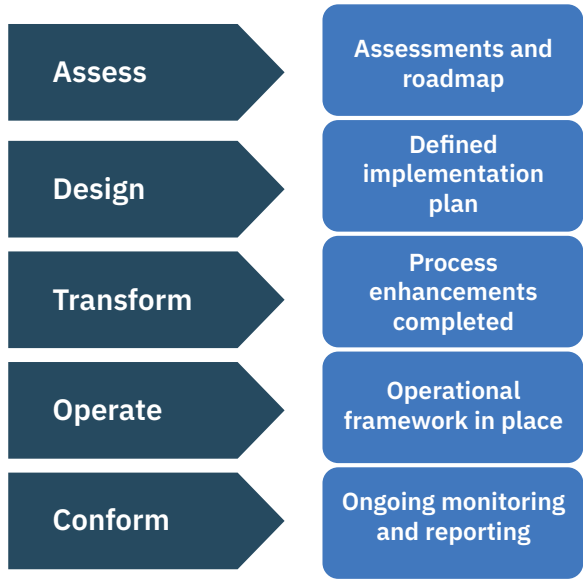 Assess
Assessments and
roadmap
Design
Defined
implementation
plan
Transform
Process
enhancements
completed
Operate
Operational
framework in place
Conform
Ongoing monitoring
and reporting